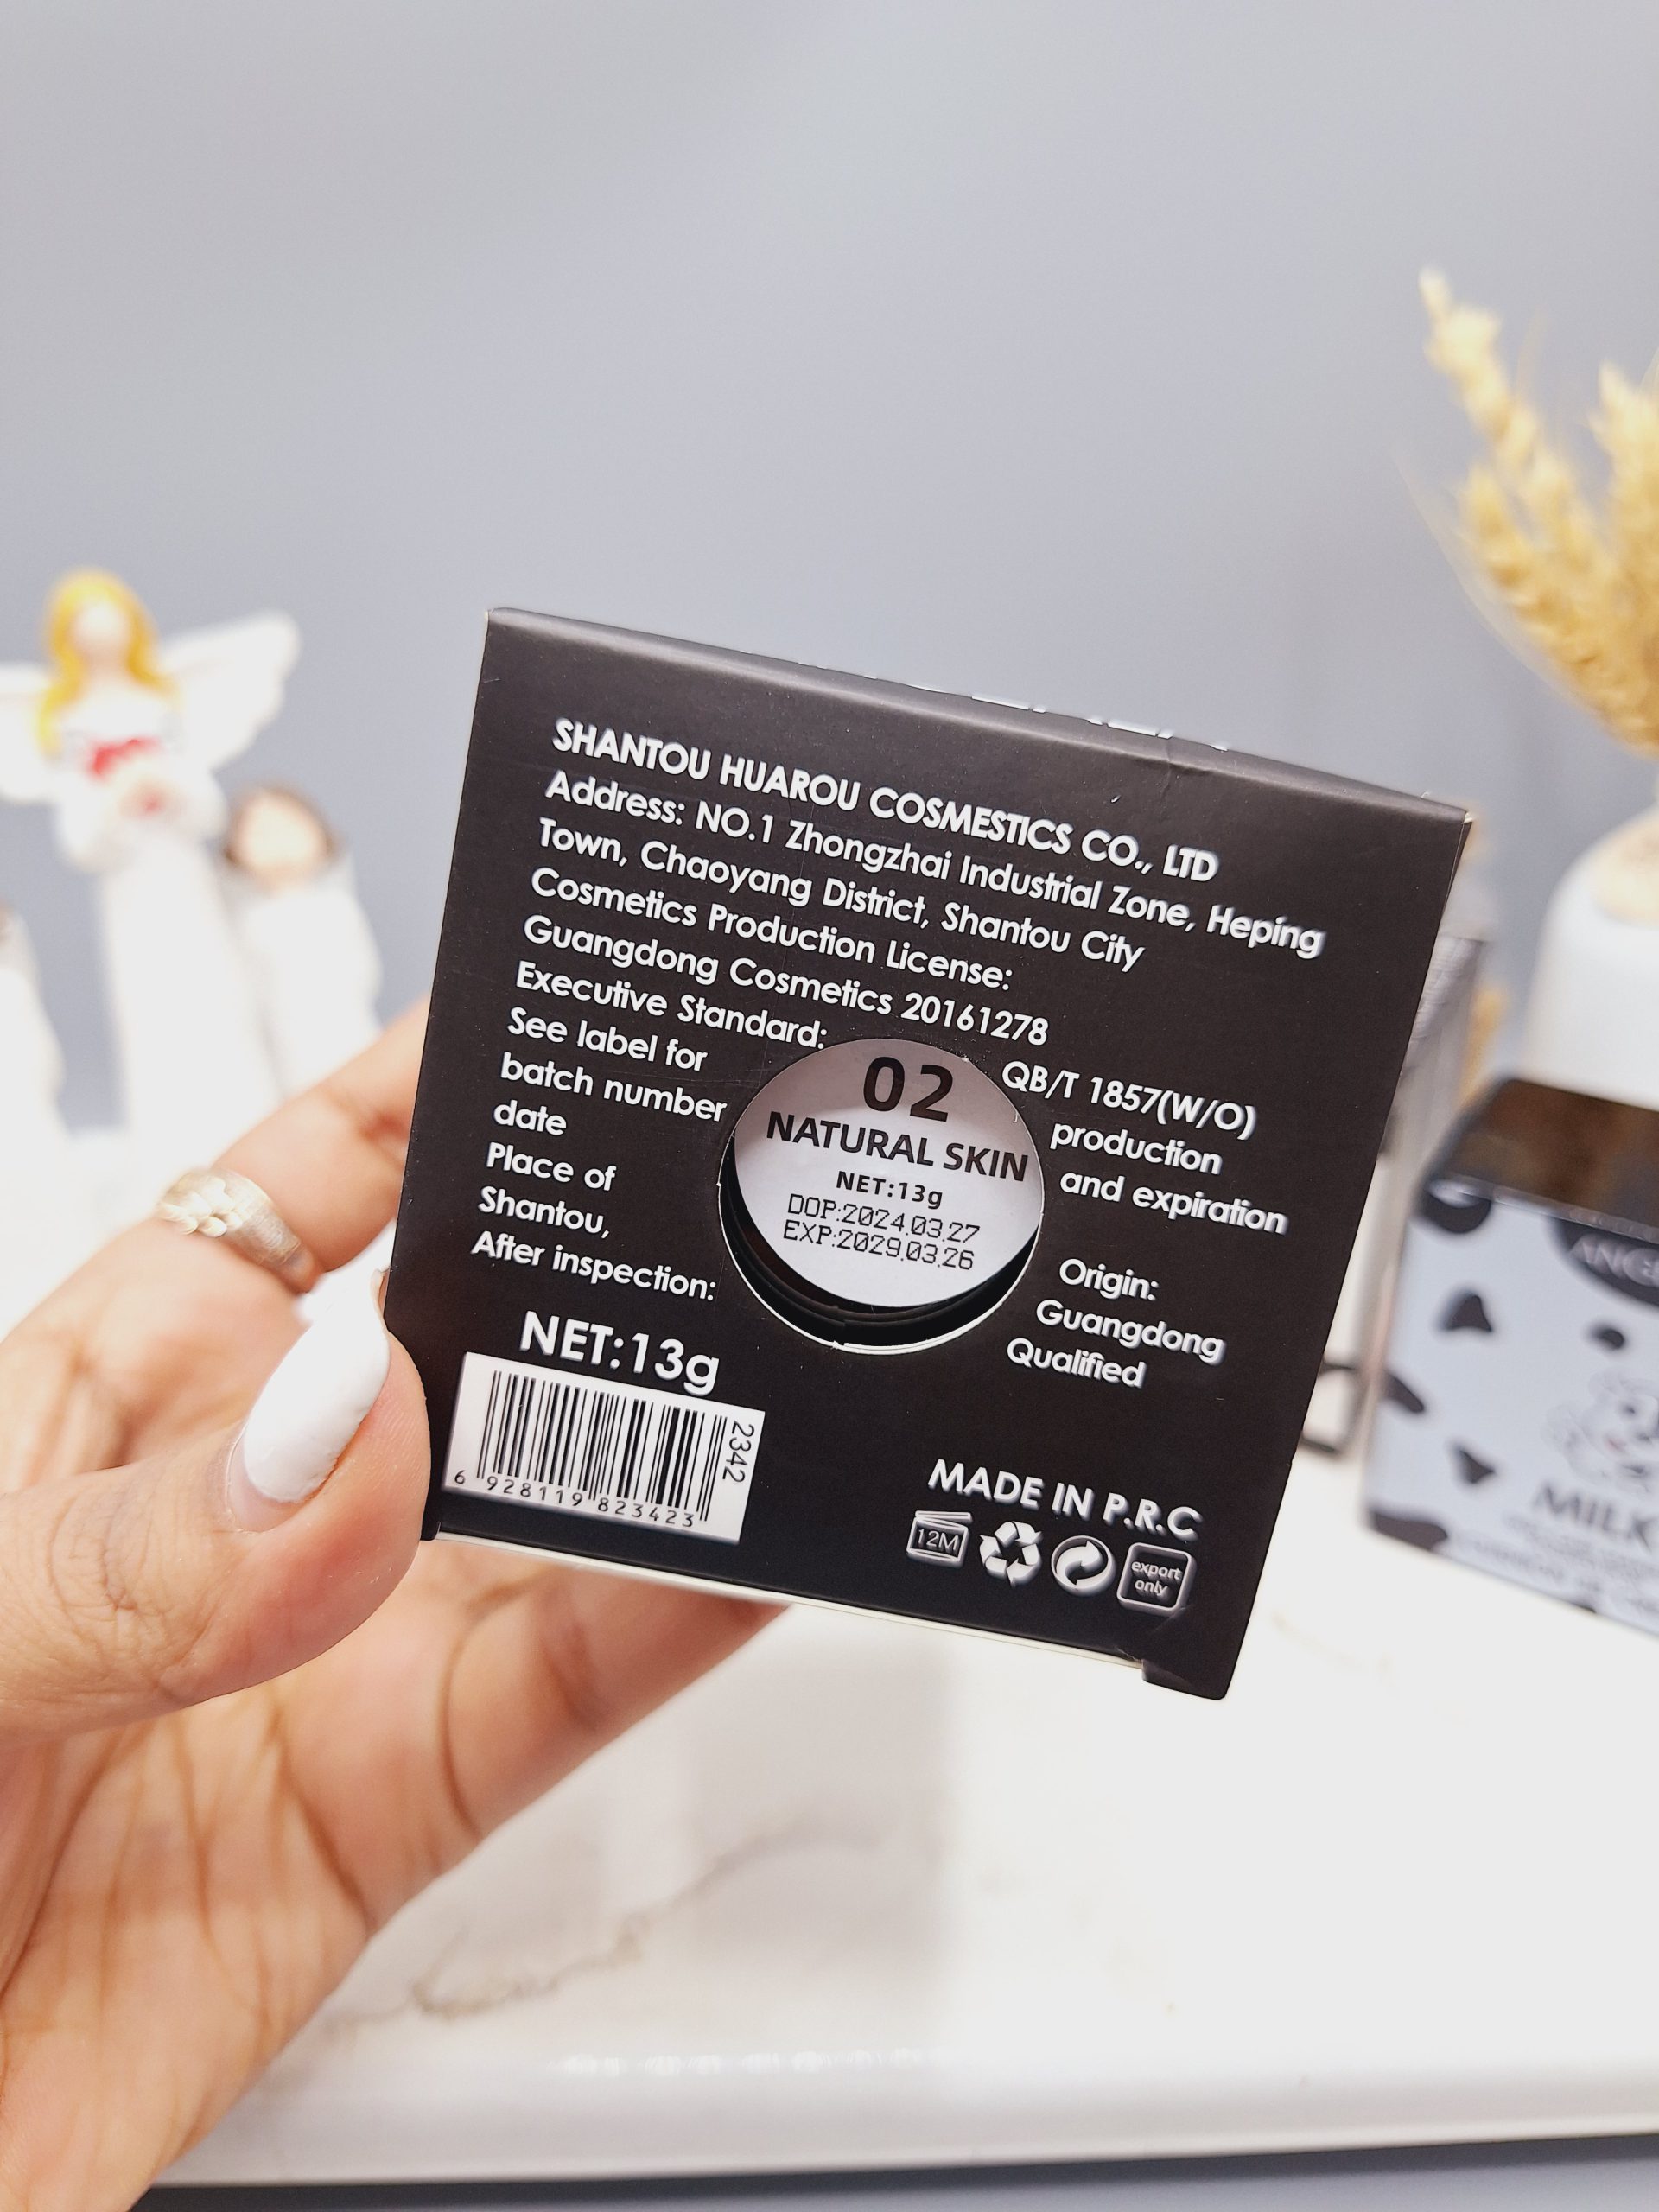 SHANTOU HUAROU COSMESTICS CO., LTD
Address: NO.1 Zhongzhai Industrial Zone, Heping
Town, Chaoyang District, Shantou City
Cosmetics Production License:
Guangdong Cosmetics 20161278
Executive Standard: QB/T 1857(W/O)
See label for production
batch number and expiration
date
Place of Origin:
Shantou, Guangdong
After inspection: Qualified
02
NATURAL SKIN
NET:13g
DOP:2024.03.27
EXP:2029.03.26
NET:13g
2342
6 928119 823423
MADE IN P.R.C
12M
export
only
MILK